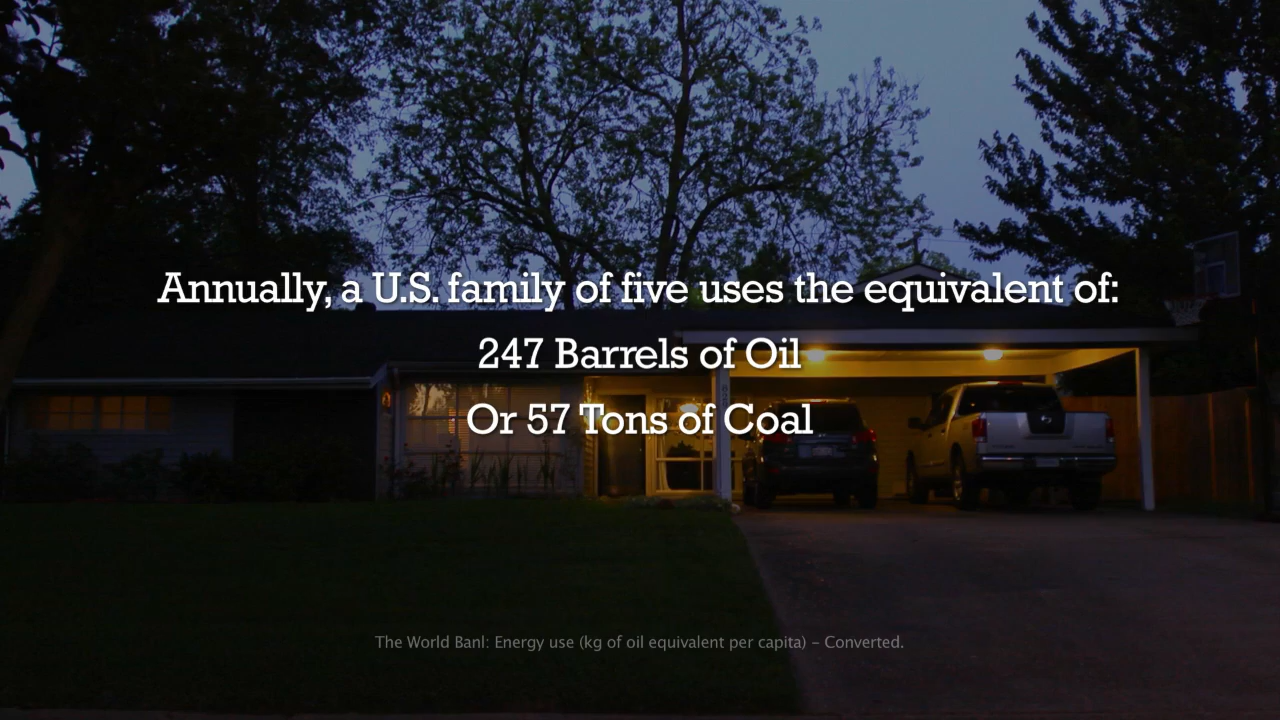 Annually, a U.S. family of five uses the equivalent of:
247 Barrels of Oil
Or 57 Tons of Coal
The World Banl: Energy use (kg of oil equivalent per capita) – Converted.